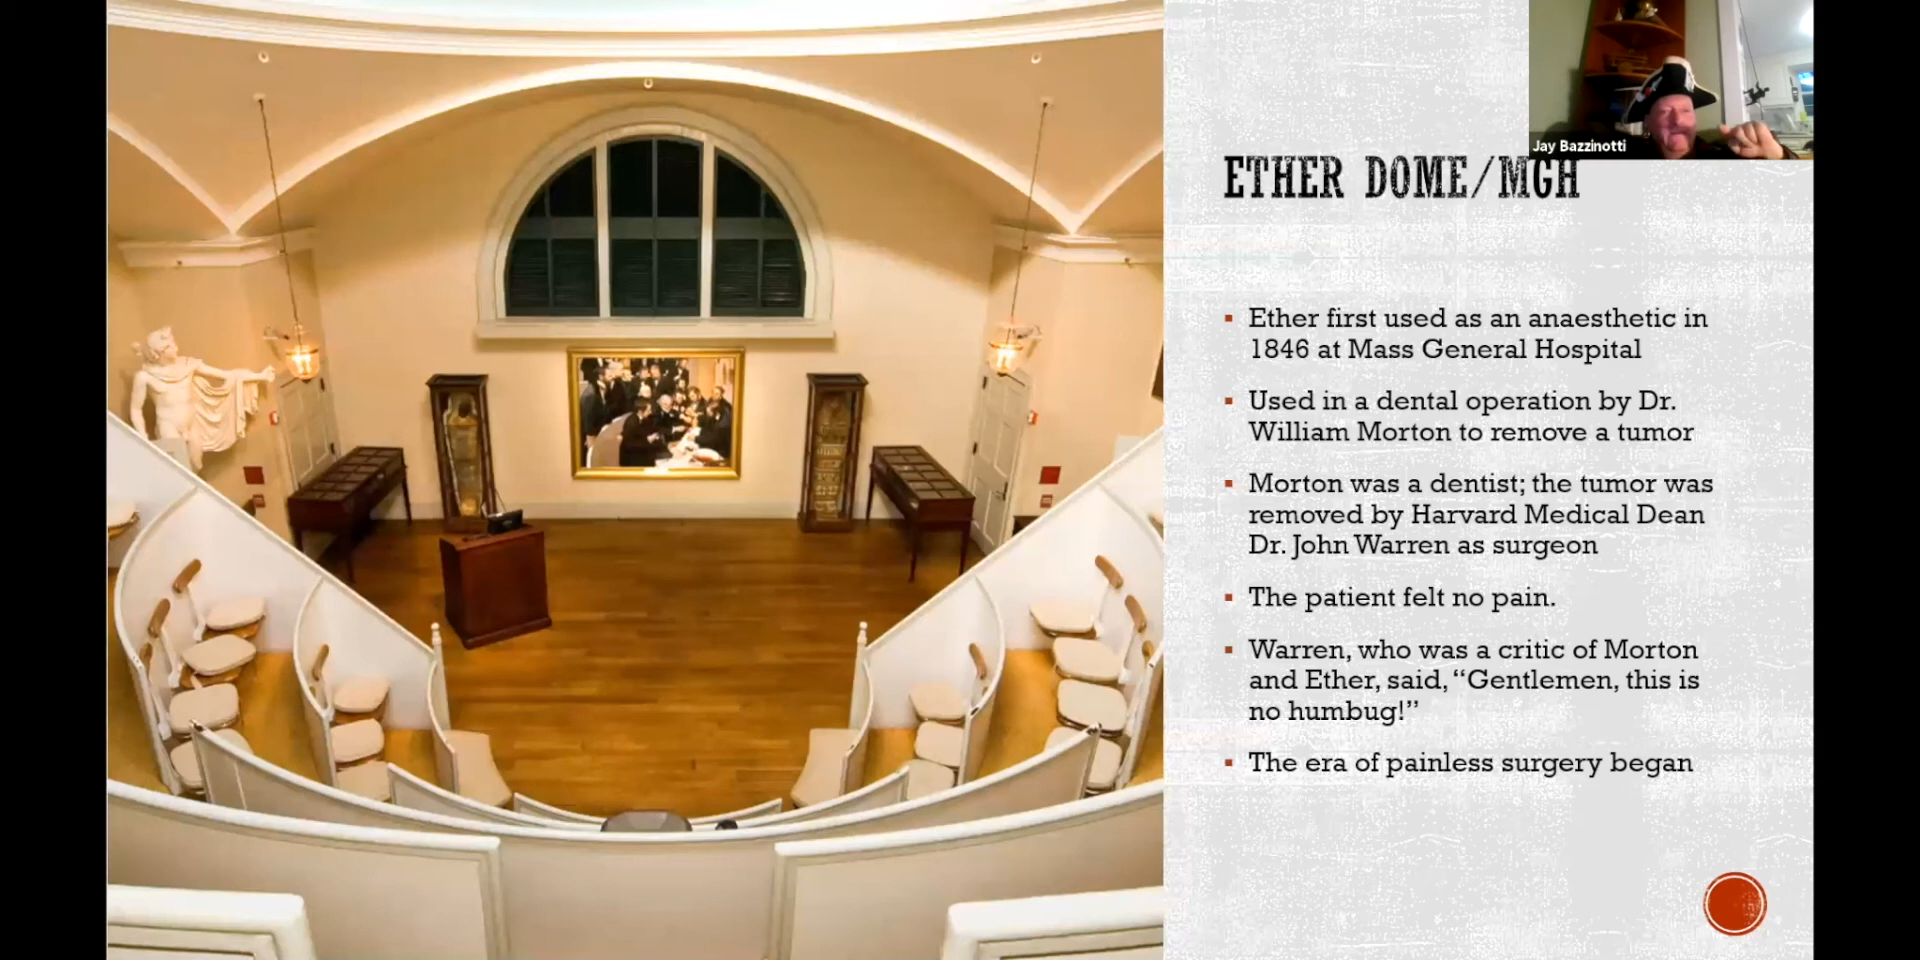 Jay Bazzinotti
ETHER DOME/MGH
Ether first used as an anaesthetic in
1846 at Mass General Hospital
Used in a dental operation by Dr.
William Morton to remove a tumor
Morton was a dentist; the tumor was
removed by Harvard Medical Dean
Dr. John Warren as surgeon
The patient felt no pain.
Warren, who was a critic of Morton
and Ether, said, “Gentlemen, this is
no humbug!”
The era of painless surgery began